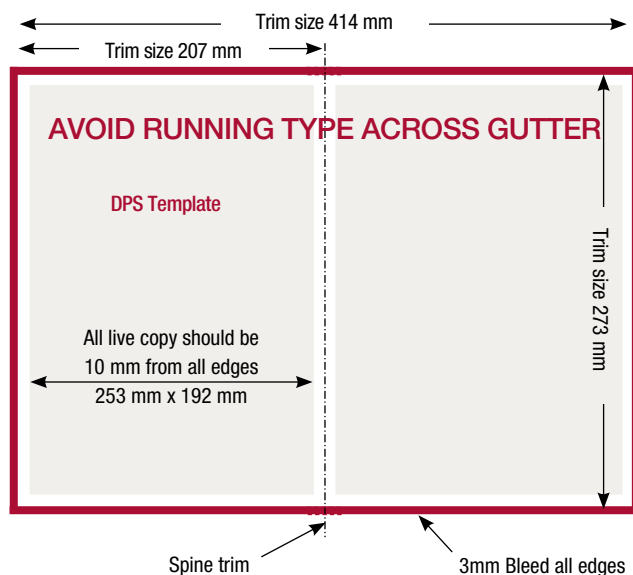 Trim size 414 mm
Trim size 207 mm
AVOID RUNNING TYPE ACROSS GUTTER
DPS Template
Trim size 273 mm
All live copy should be
10 mm from all edges
253 mm x 192 mm
Spine trim
3mm Bleed all edges